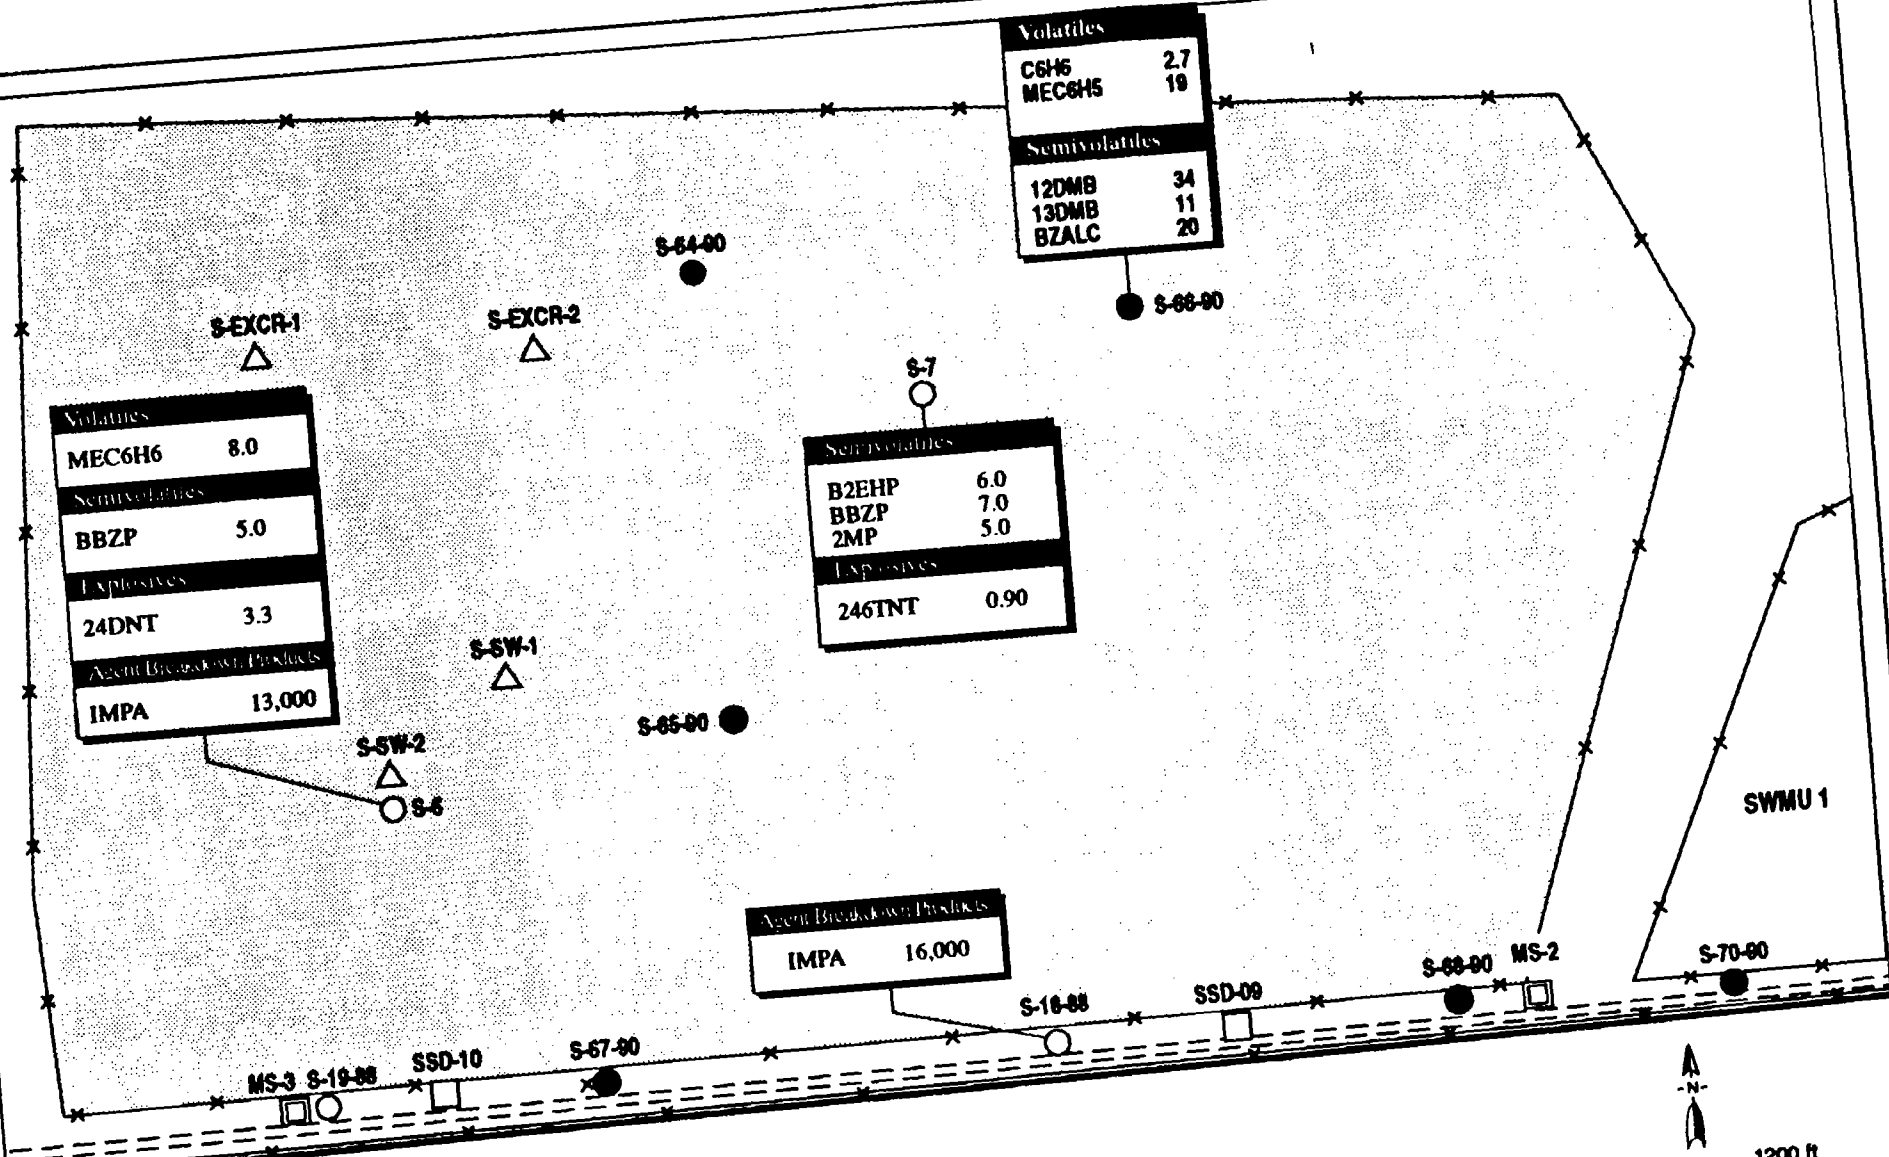 Volatiles
C6H6 2.7
MEC6H5 19
Semivolatiles
12DMB 34
13DMB 11
BZALC 20
S-64-90
S-66-90
S-EXCR-1
S-EXCR-2
S-7
Volatiles
MEC6H6 8.0
Semivolatiles
BBZP 5.0
Explosives
24DNT 3.3
Agent Breakdown Products
IMPA 13,000
Semivolatiles
B2EHP 6.0
BBZP 7.0
2MP 5.0
Explosives
246TNT 0.90
S-SW-1
S-65-90
S-SW-2
S-5
SWMU 1
Agent Breakdown Products
IMPA 16,000
S-18-88
SSD-09
S-68-90
MS-2
S-70-90
MS-3
S-19-88
SSD-10
S-67-90
-N-
1200 ft